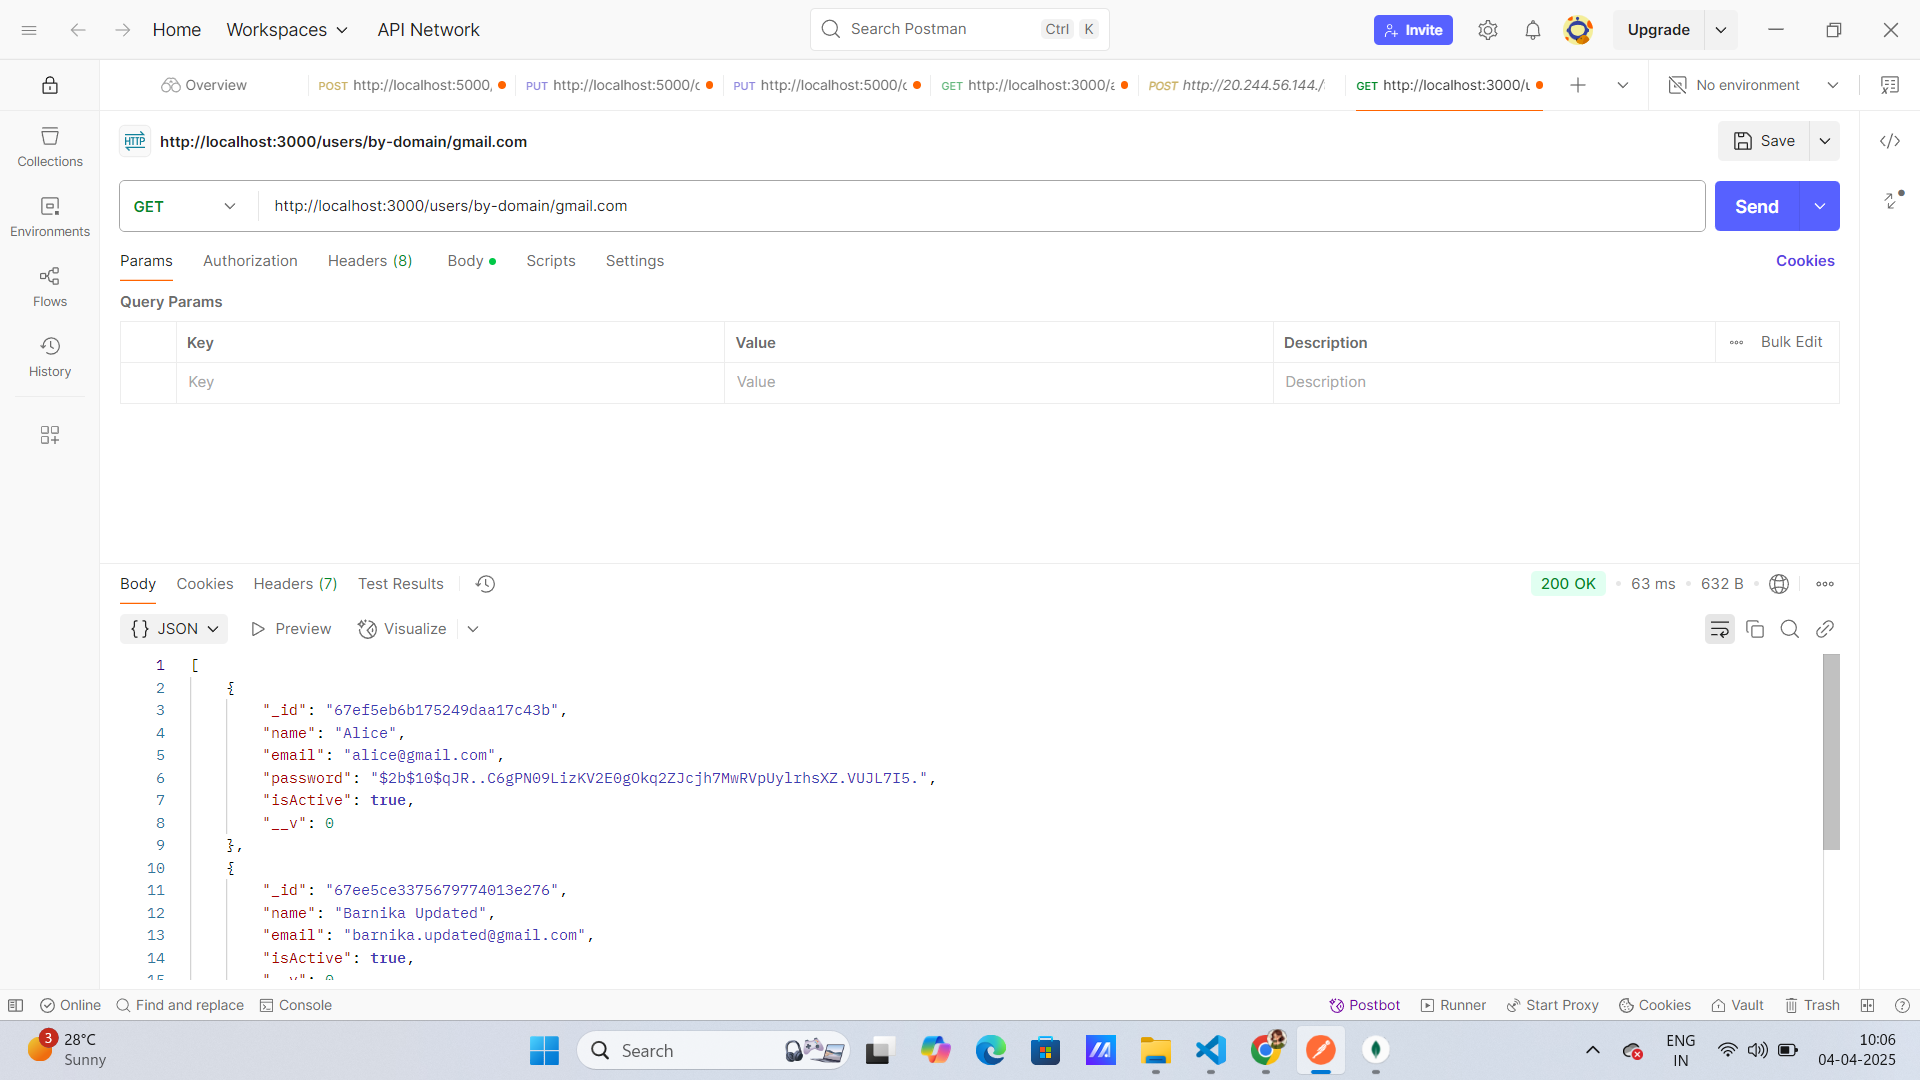 Home Workspaces API Network Search Postman Ctrl K Invite Upgrade
Overview POST http://localhost:5000, PUT http://localhost:5000/c PUT http://localhost:5000/c GET http://localhost:3000/a POST http://20.244.56.144./ GET http://localhost:3000/u No environment
HTTP http://localhost:3000/users/by-domain/gmail.com Save
Collections
Environments
Flows
History
GET http://localhost:3000/users/by-domain/gmail.com Send
Params Authorization Headers (8) Body Scripts Settings Cookies
Query Params
Key Value Description Bulk Edit
Key Value Description
Body Cookies Headers (7) Test Results 200 OK 63 ms 632 B
{} JSON Preview Visualize
1 [
2 {
3 "_id": "67ef5eb6b175249daa17c43b",
4 "name": "Alice",
5 "email": "alice@gmail.com",
6 "password": "$2b$10$qJR..C6gPN09LizKV2E0gOkq2ZJcjh7MwRVpUylrhsXZ.VUJL7I5.",
7 "isActive": true,
8 "__v": 0
9 },
10 {
11 "_id": "67ee5ce3375679774013e276",
12 "name": "Barnika Updated",
13 "email": "barnika.updated@gmail.com",
14 "isActive": true,
15 "__v": 0
Online Find and replace Console Postbot Runner Start Proxy Cookies Vault Trash
3 28°C
Sunny
Search
ENG
IN
10:06
04-04-2025